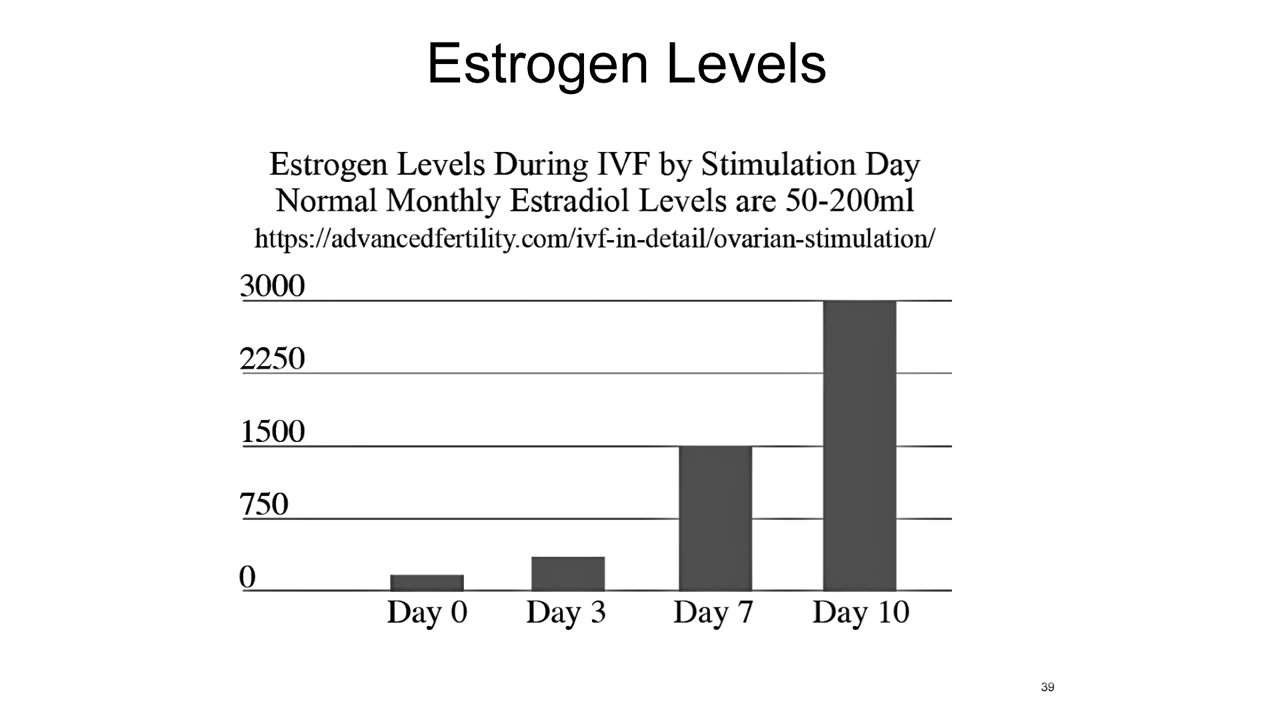 Estrogen Levels
Estrogen Levels During IVF by Stimulation Day
Normal Monthly Estradiol Levels are 50-200ml
https://advancedfertility.com/ivf-in-detail/ovarian-stimulation/
3000
2250
1500
750
0
Day 0 Day 3 Day 7 Day 10
39